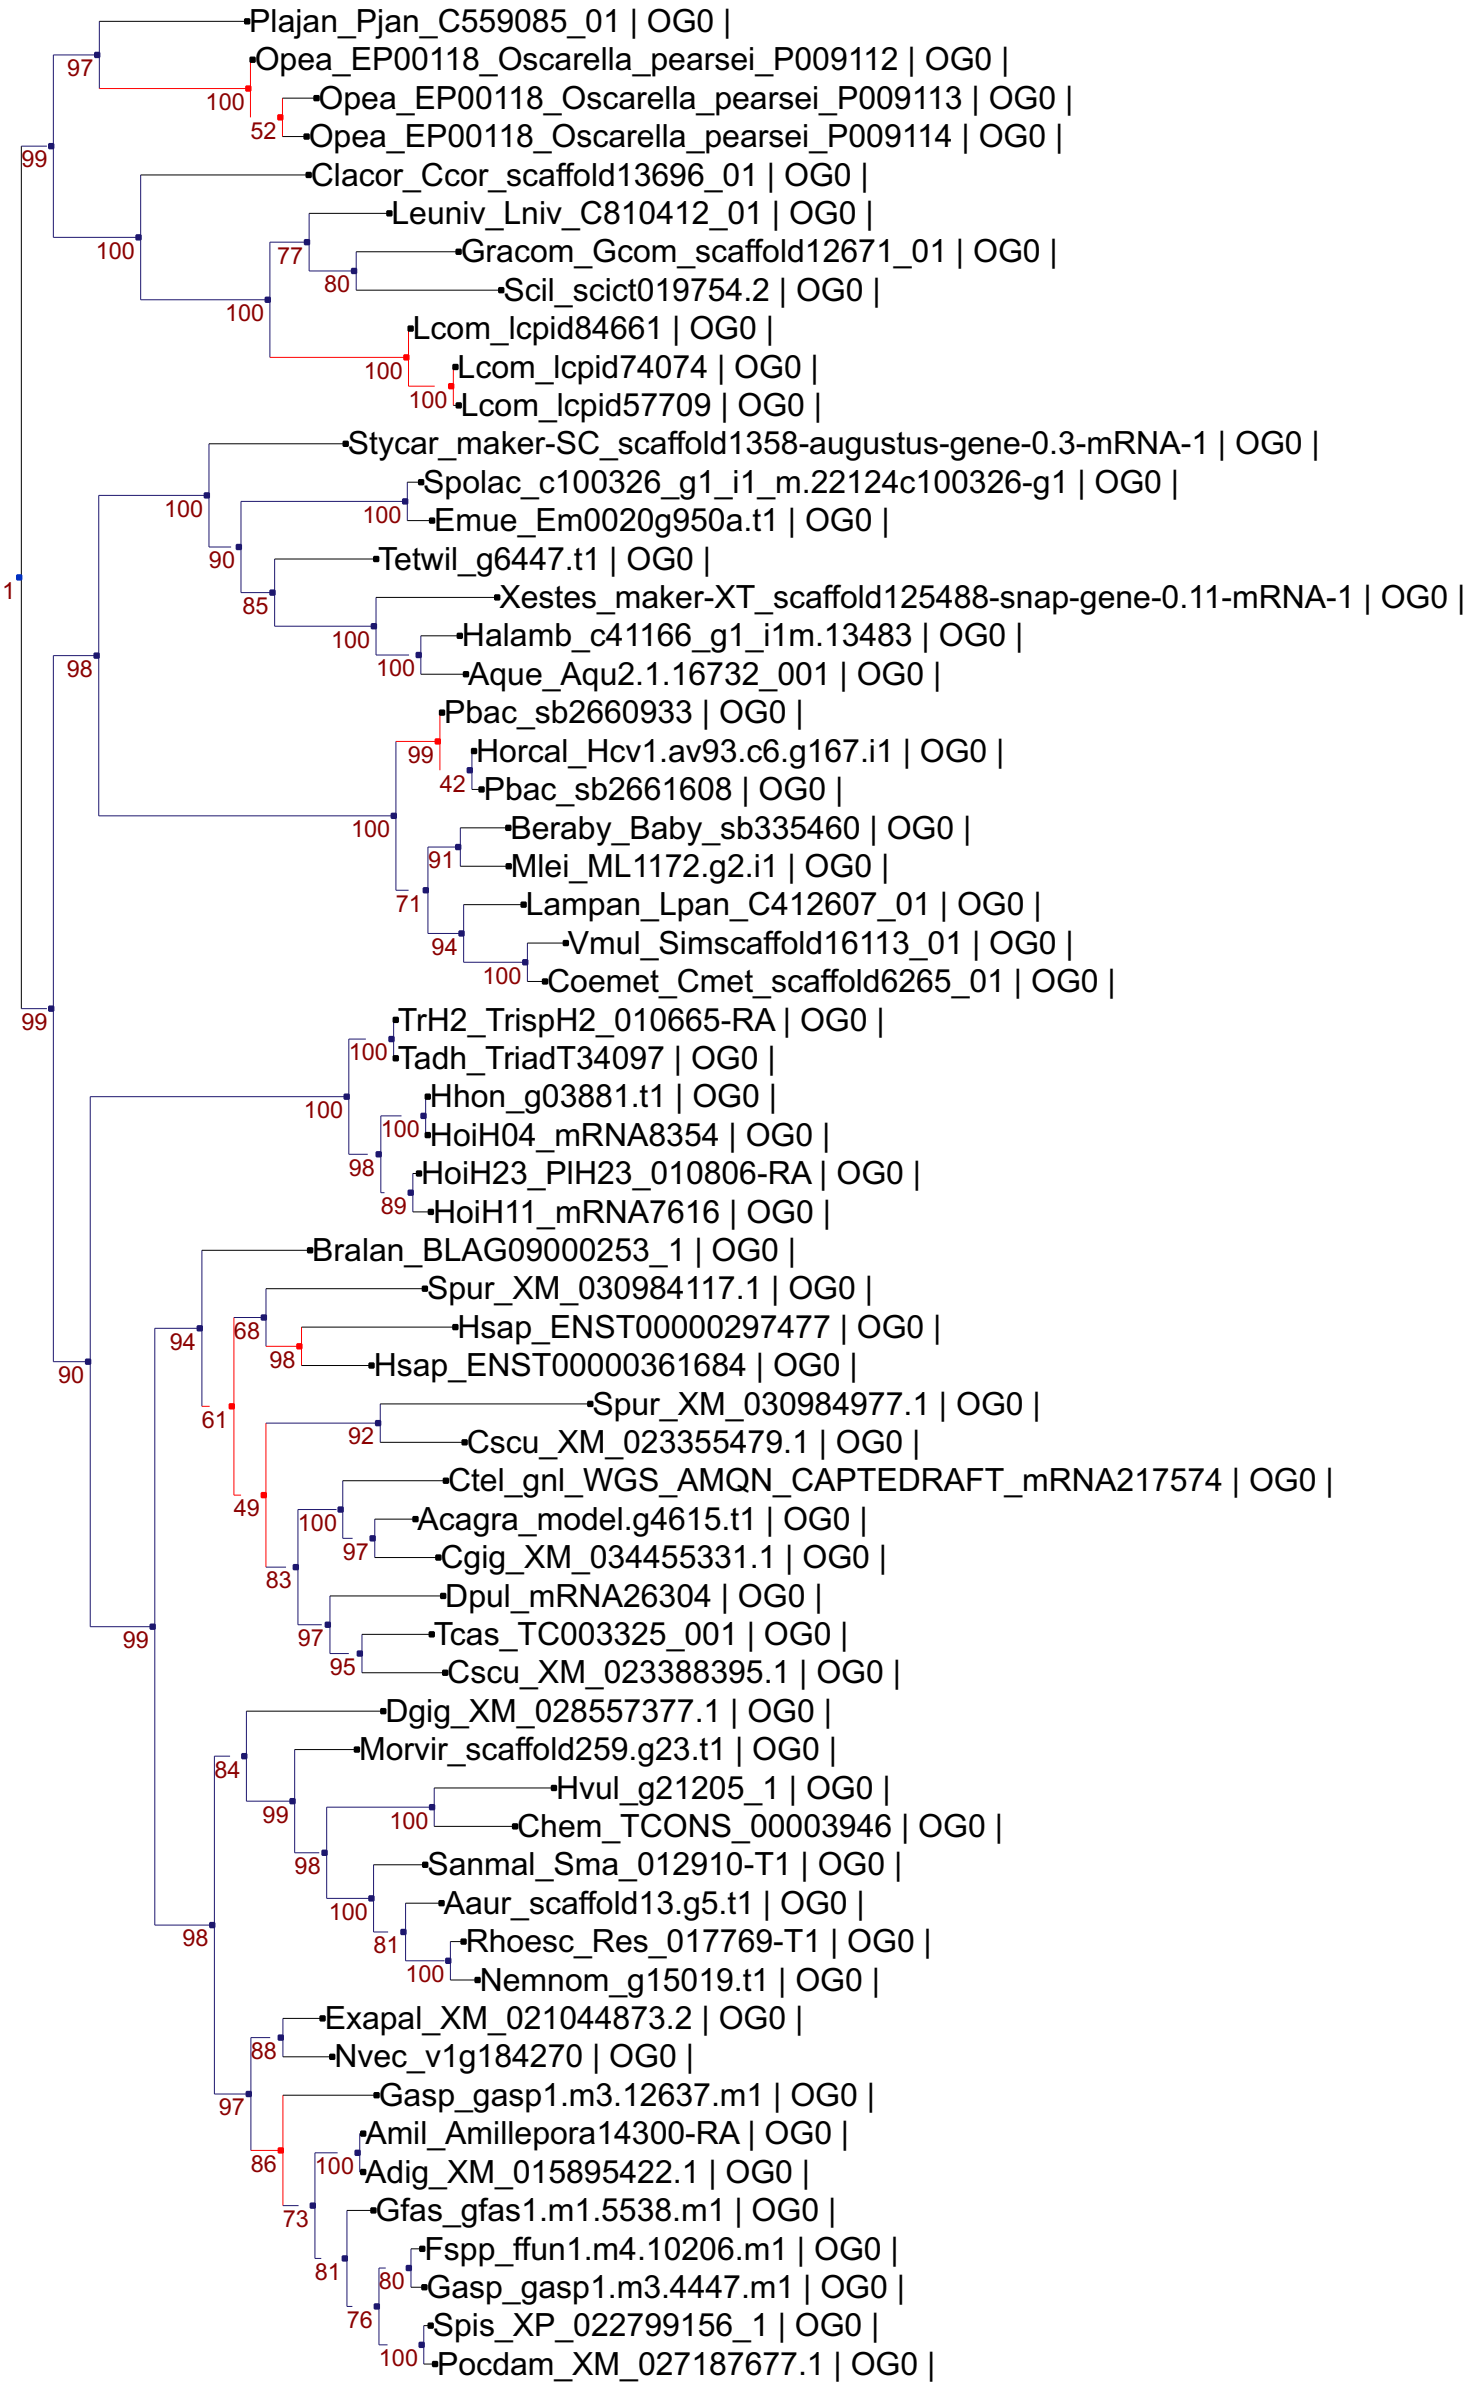 Plajan_Pjan_C559085_01 | OG0 |
97
Opea_EP00118_Oscarella_pearsei_P009112 | OG0 |
100
Opea_EP00118_Oscarella_pearsei_P009113 | OG0 |
52
Opea_EP00118_Oscarella_pearsei_P009114 | OG0 |
99
Clacor_Ccor_scaffold13696_01 | OG0 |
Leuniv_Lniv_C810412_01 | OG0 |
100
77
Gracom_Gcom_scaffold12671_01 | OG0 |
80
Scil_scict019754.2 | OG0 |
100
Lcom_lcpid84661 | OG0 |
100
Lcom_lcpid74074 | OG0 |
100
Lcom_lcpid57709 | OG0 |
Stycar_maker-SC_scaffold1358-augustus-gene-0.3-mRNA-1 | OG0 |
100
Spolac_c100326_g1_i1_m.22124c100326-g1 | OG0 |
100
Emue_Em0020g950a.t1 | OG0 |
90
Tetwil_g6447.t1 | OG0 |
1
85
Xestes_maker-XT_scaffold125488-snap-gene-0.11-mRNA-1 | OG0 |
100
Halamb_c41166_g1_i1m.13483 | OG0 |
98
100
Aque_Aqu2.1.16732_001 | OG0 |
Pbac_sb2660933 | OG0 |
99
Horcal_Hcv1.av93.c6.g167.i1 | OG0 |
42
Pbac_sb2661608 | OG0 |
100
Beraby_Baby_sb335460 | OG0 |
91
Mlei_ML1172.g2.i1 | OG0 |
71
Lampan_Lpan_C412607_01 | OG0 |
94
Vmul_Simscaffold16113_01 | OG0 |
100
Coemet_Cmet_scaffold6265_01 | OG0 |
99
TrH2_TrispH2_010665-RA | OG0 |
100
Tadh_TriadT34097 | OG0 |
100
Hhon_g03881.t1 | OG0 |
100
HoiH04_mRNA8354 | OG0 |
98
HoiH23_PlH23_010806-RA | OG0 |
89
HoiH11_mRNA7616 | OG0 |
Bralan_BLAG09000253_1 | OG0 |
Spur_XM_030984117.1 | OG0 |
94
68
Hsap_ENST00000297477 | OG0 |
98
Hsap_ENST00000361684 | OG0 |
90
61
Spur_XM_030984977.1 | OG0 |
92
Cscu_XM_023355479.1 | OG0 |
49
Ctel_gnl_WGS_AMQN_CAPTEDRAFT_mRNA217574 | OG0 |
100
Acagra_model.g4615.t1 | OG0 |
97
Cgig_XM_034455331.1 | OG0 |
83
Dpul_mRNA26304 | OG0 |
99
97
Tcas_TC003325_001 | OG0 |
95
Cscu_XM_023388395.1 | OG0 |
Dgig_XM_028557377.1 | OG0 |
84
Morvir_scaffold259.g23.t1 | OG0 |
99
Hvul_g21205_1 | OG0 |
100
Chem_TCONS_00003946 | OG0 |
98
Sanmal_Sma_012910-T1 | OG0 |
100
Aaur_scaffold13.g5.t1 | OG0 |
98
81
Rhoesc_Res_017769-T1 | OG0 |
100
Nemnom_g15019.t1 | OG0 |
Exapal_XM_021044873.2 | OG0 |
88
Nvec_v1g184270 | OG0 |
97
Gasp_gasp1.m3.12637.m1 | OG0 |
86
Amil_Amillepora14300-RA | OG0 |
100
Adig_XM_015895422.1 | OG0 |
73
Gfas_gfas1.m1.5538.m1 | OG0 |
81
Fspp_ffun1.m4.10206.m1 | OG0 |
80
Gasp_gasp1.m3.4447.m1 | OG0 |
76
Spis_XP_022799156_1 | OG0 |
100
Pocdam_XM_027187677.1 | OG0 |